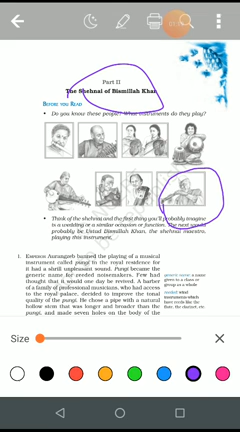 Part II
The Shehnai of Bismillah Khan
BEFORE YOU READ
• Do you know these people? What instruments do they play?
• Think of the shehnai and the first thing you'll probably imagine
is a wedding or a similar occasion or function. The next would
probably be Ustad Bismillah Khan, the shehnai maestro,
playing this instrument.
1. EMPEROR Aurangzeb banned the playing of a musical
instrument called pungi in the royal residence for
it had a shrill unpleasant sound. Pungi became the
generic name for reeded noisemakers. Few had
thought that it would one day be revived. A barber
of a family of professional musicians, who had access
to the royal palace, decided to improve the tonal
quality of the pungi. He chose a pipe with a natural
hollow stem that was longer and broader than the
pungi, and made seven holes on the body of the
generic name: a name
given to a class or
group as a whole
reeded: wind
instruments which
have reeds like the
flute, the clarinet, etc.
Size